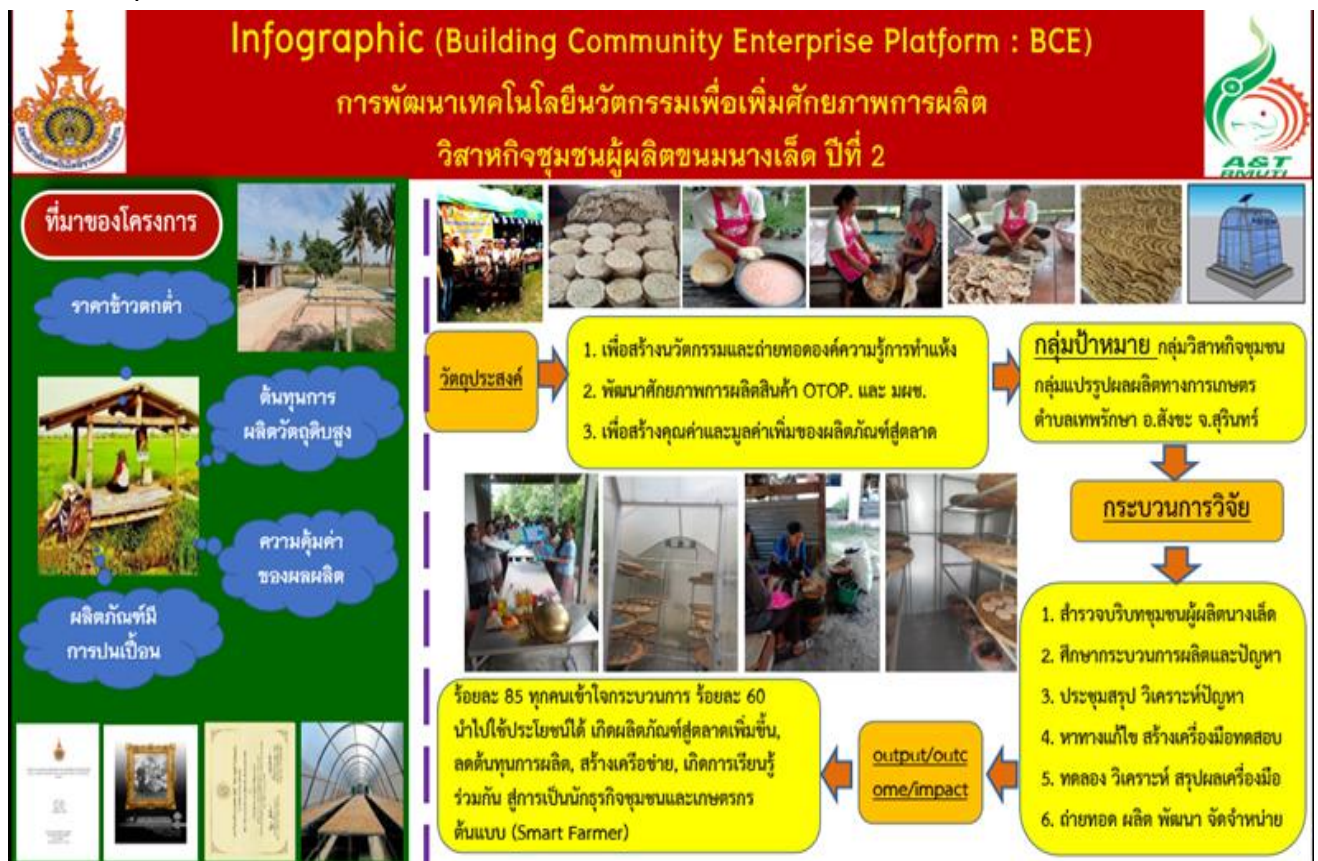 Infographic (Building Community Enterprise Platform : BCE)
การพัฒนาเทคโนโลยีนวัตกรรมเพื่อเพิ่มศักยภาพการผลิต
วิสาหกิจชุมชนผู้ผลิตขนมนางเล็ด ปีที่ 2
A&T
RMUTI
ที่มาของโครงการ
ราคาข้าวตกต่ำ
ต้นทุนการ
ผลิตวัตถุดิบสูง
ความคุ้มค่า
ของผลผลิต
ผลิตภัณฑ์มี
การปนเปื้อน
วัตถุประสงค์
1. เพื่อสร้างนวัตกรรมและถ่ายทอดองค์ความรู้การทำแห้ง
2. พัฒนาศักยภาพการผลิตสินค้า OTOP. และ มผช.
3. เพื่อสร้างคุณค่าและมูลค่าเพิ่มของผลิตภัณฑ์สู่ตลาด
กลุ่มป้าหมาย กลุ่มวิสาหกิจชุมชน
กลุ่มแปรรูปผลผลิตทางการเกษตร
ตำบลเทพรักษา อ.สังขะ จ.สุรินทร์
กระบวนการวิจัย
1. สำรวจบริบทชุมชนผู้ผลิตนางเล็ด
2. ศึกษากระบวนการผลิตและปัญหา
3. ประชุมสรุป วิเคราะห์ปัญหา
4. หาทางแก้ไข สร้างเครื่องมือทดสอบ
5. ทดลอง วิเคราะห์ สรุปผลเครื่องมือ
6. ถ่ายทอด ผลิต พัฒนา จัดจำหน่าย
output/outc
ome/impact
ร้อยละ 85 ทุกคนเข้าใจกระบวนการ ร้อยละ 60
นำไปใช้ประโยชน์ได้ เกิดผลิตภัณฑ์สู่ตลาดเพิ่มขึ้น,
ลดต้นทุนการผลิต, สร้างเครือข่าย, เกิดการเรียนรู้
ร่วมกัน สู่การเป็นนักธุรกิจชุมชนและเกษตรกร
ต้นแบบ (Smart Farmer)